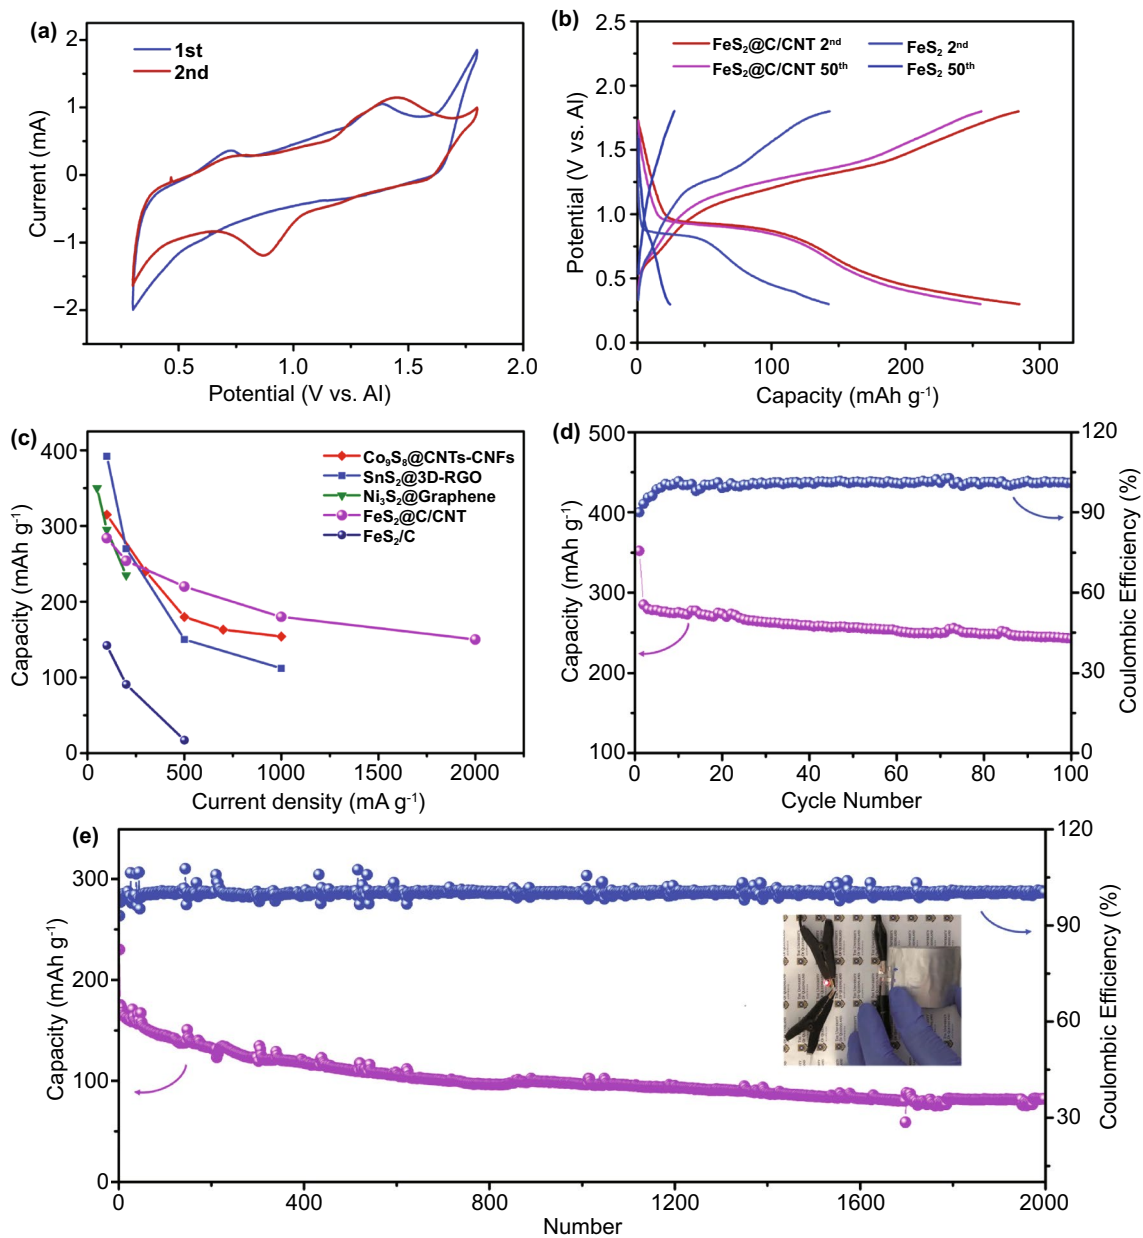 (a)
1st
2nd
2
1
0
−1
−2
Current (mA)
0.5
1.0
1.5
2.0
Potential (V vs. Al)
(b)
FeS₂@C/CNT 2ⁿᵈ
FeS₂ 2ⁿᵈ
FeS₂@C/CNT 50ᵗʰ
FeS₂ 50ᵗʰ
2.5
2.0
1.5
1.0
0.5
0.0
Potential (V vs. Al)
0
100
200
300
Capacity (mAh g⁻¹)
(c)
Co₉S₈@CNTs-CNFs
SnS₂@3D-RGO
Ni₃S₂@Graphene
FeS₂@C/CNT
FeS₂/C
400
300
200
100
0
Capacity (mAh g⁻¹)
0
500
1000
1500
2000
Current density (mA g⁻¹)
(d)
500
400
300
200
100
Capacity (mAh g⁻¹)
120
90
60
30
0
Coulombic Efficiency (%)
0
20
40
60
80
100
Cycle Number
(e)
300
200
100
0
Capacity (mAh g⁻¹)
120
90
60
30
Coulombic Efficiency (%)
0
400
800
1200
1600
2000
Number